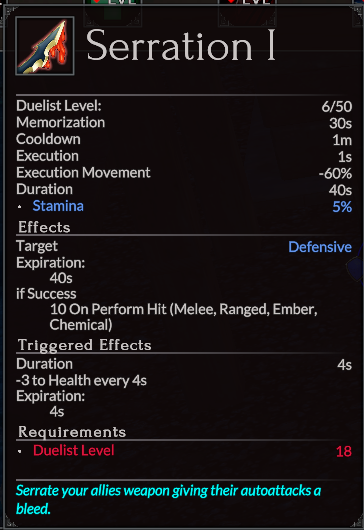 Serration I
Duelist Level: 6/50
Memorization 30s
Cooldown 1m
Execution 1s
Execution Movement -60%
Duration 40s
• Stamina 5%
Effects
Target Defensive
Expiration:
40s
if Success
10 On Perform Hit (Melee, Ranged, Ember,
Chemical)
Triggered Effects
Duration 4s
-3 to Health every 4s
Expiration:
4s
Requirements
• Duelist Level 18
Serrate your allies weapon giving their autoattacks a
bleed.